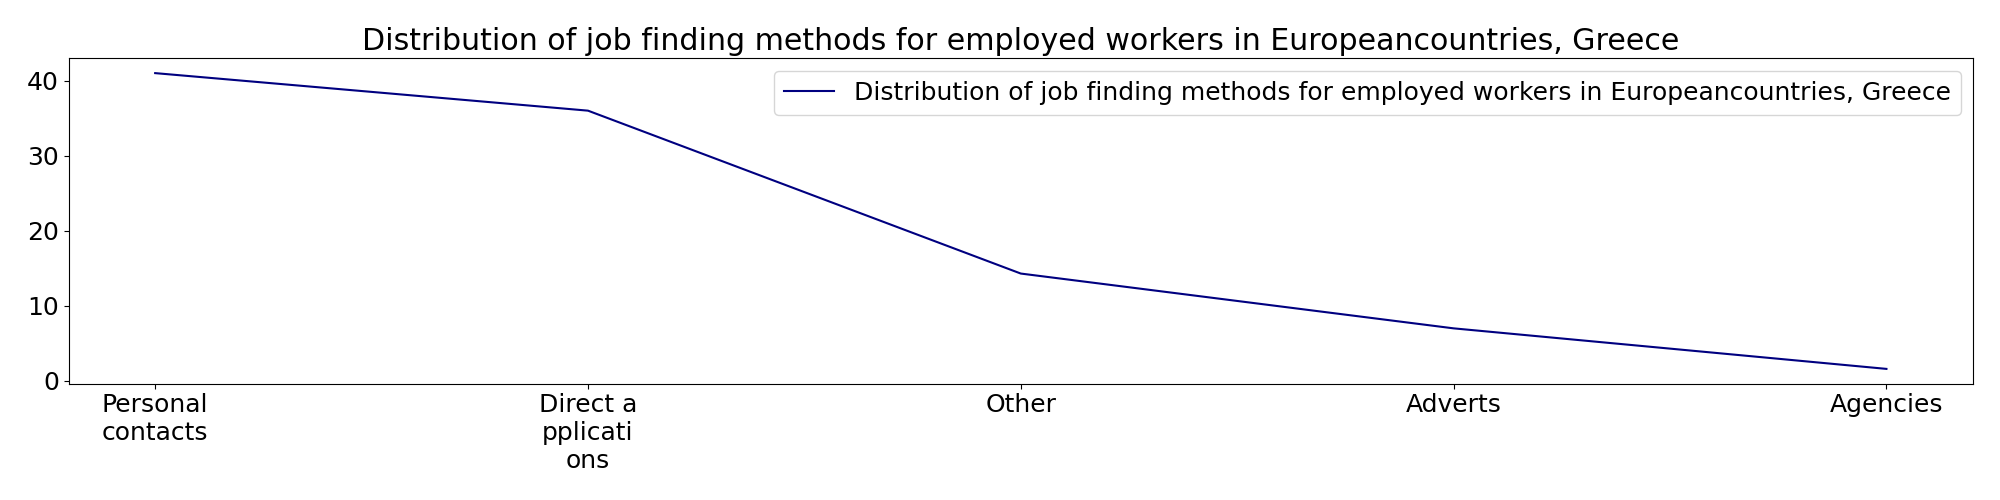 Distribution of job finding methods for employed workers in Europeancountries, Greece
Distribution of job finding methods for employed workers in Europeancountries, Greece
40
30
20
10
0
Personal
contacts
Direct a
pplicati
ons
Other
Adverts
Agencies